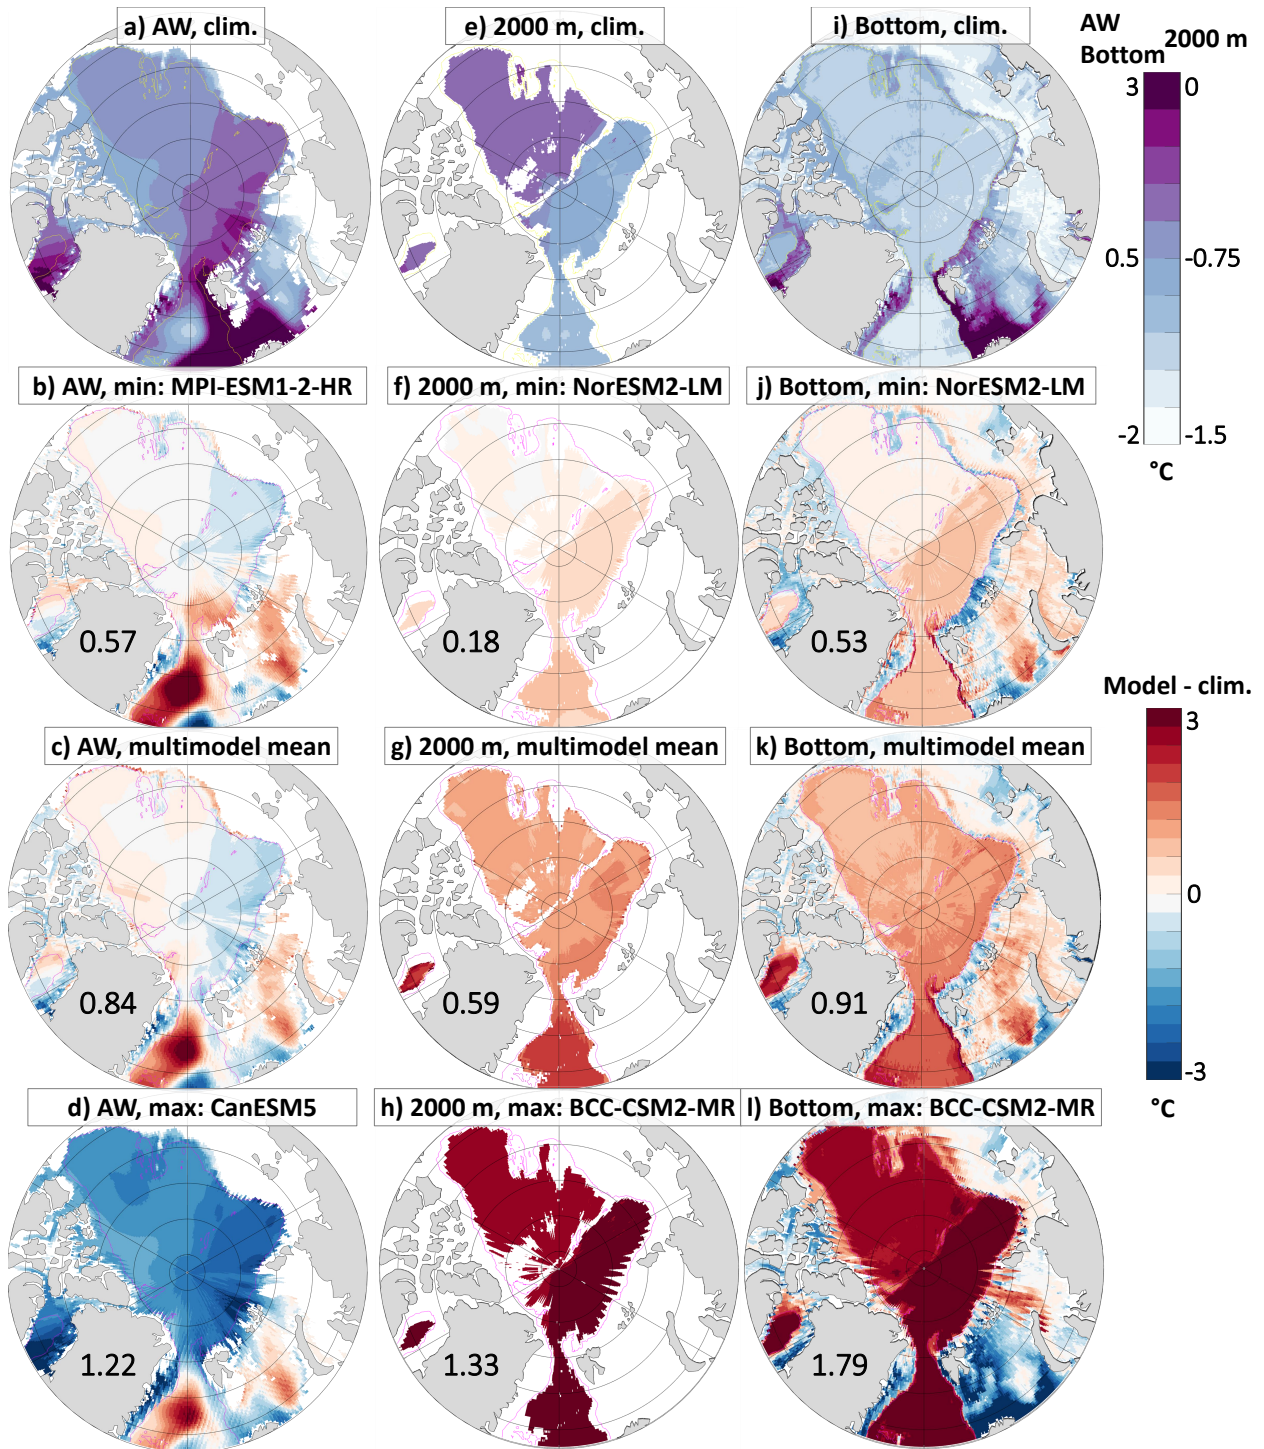 a) AW, clim.
e) 2000 m, clim.
i) Bottom, clim.
AW
Bottom
2000 m
3
0
0.5
-0.75
-2
-1.5
°C
b) AW, min: MPI-ESM1-2-HR
f) 2000 m, min: NorESM2-LM
j) Bottom, min: NorESM2-LM
0.57
0.18
0.53
Model - clim.
3
0
-3
°C
c) AW, multimodel mean
g) 2000 m, multimodel mean
k) Bottom, multimodel mean
0.84
0.59
0.91
d) AW, max: CanESM5
h) 2000 m, max: BCC-CSM2-MR
l) Bottom, max: BCC-CSM2-MR
1.22
1.33
1.79